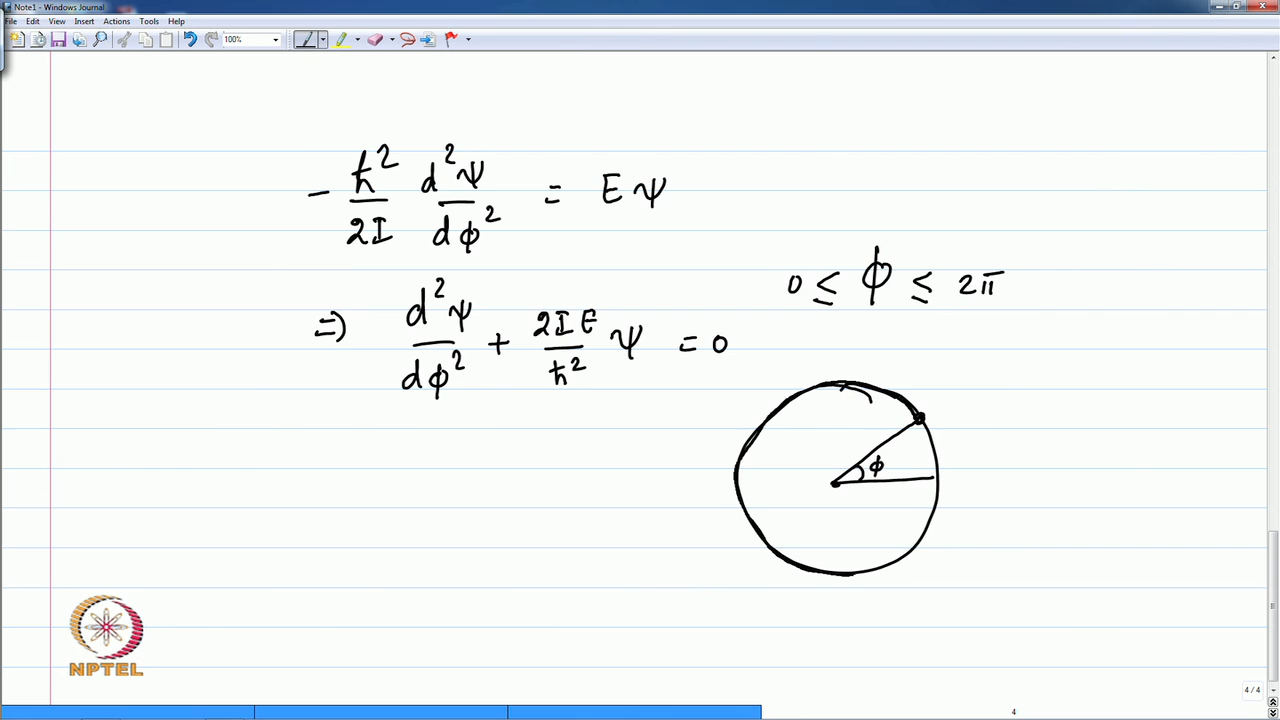 Note1 - Windows Journal
File Edit View Insert Actions Tools Help
100%
- ℏ²/2I d²ψ/dϕ² = Eψ
0 ≤ ϕ ≤ 2π
⇒ d²ψ/dϕ² + 2IE/ℏ² ψ = 0
ϕ
NPTEL
4/4
4